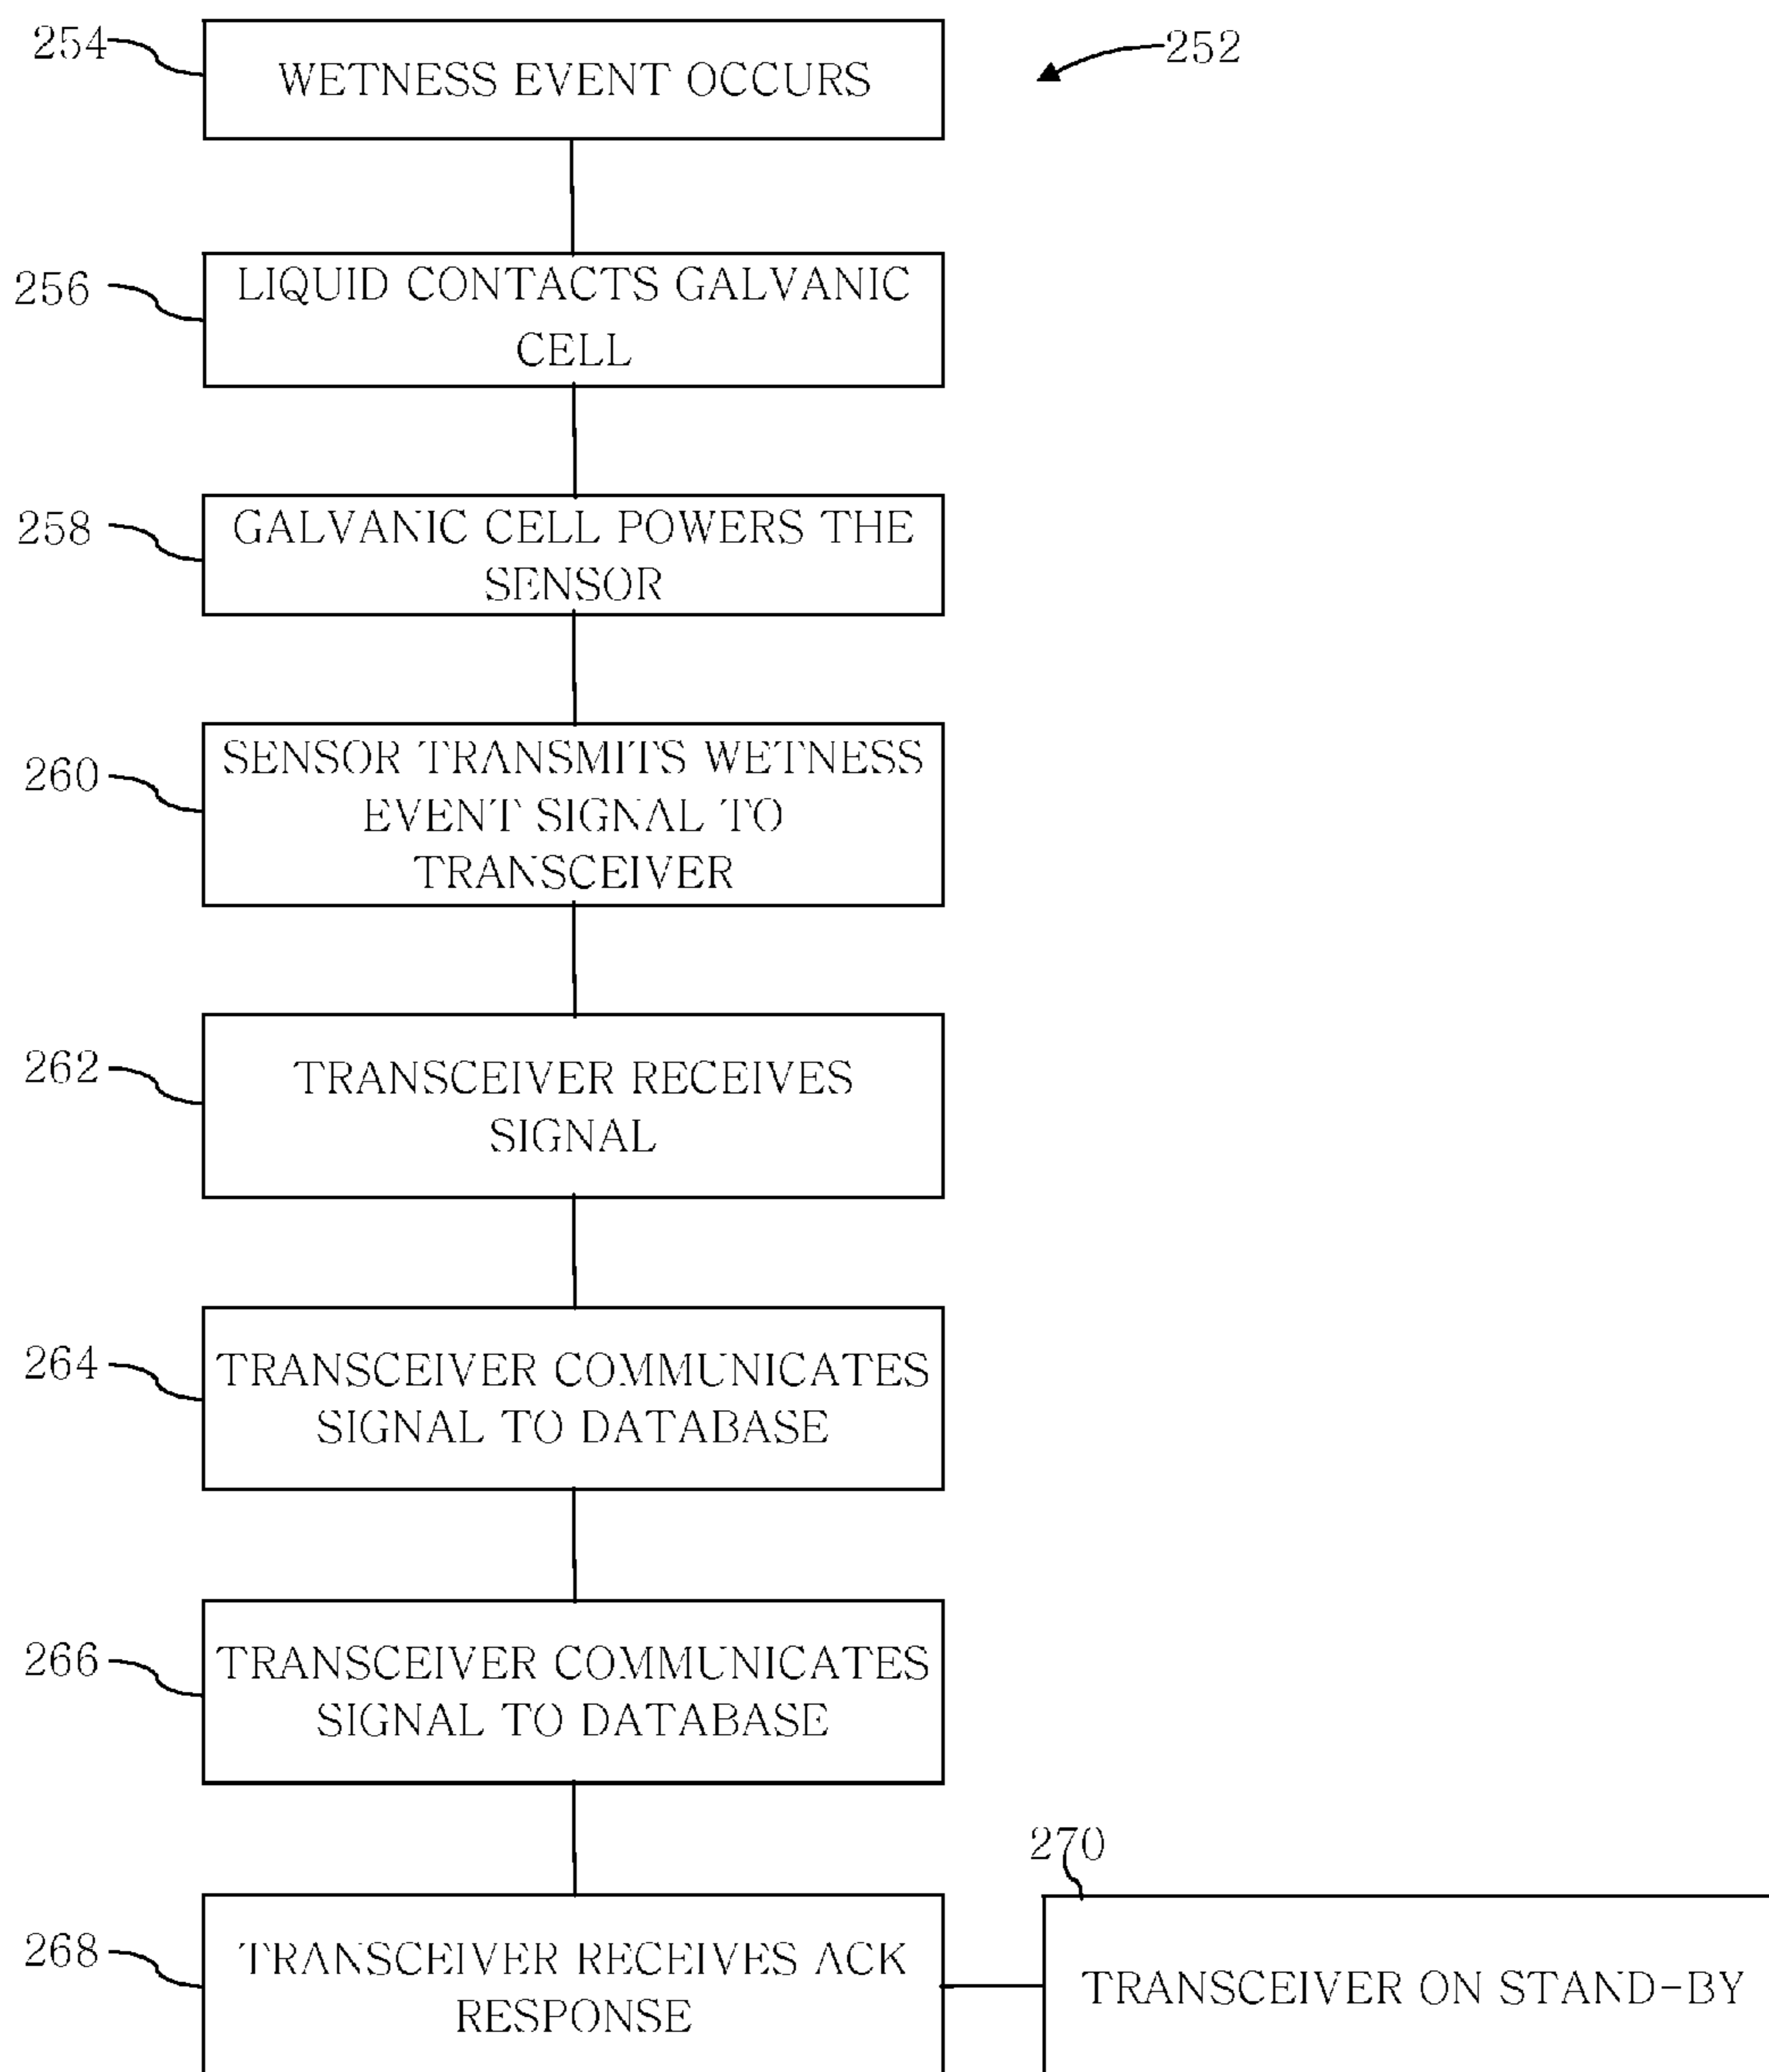 254
WETNESS EVENT OCCURS
252
256
LIQUID CONTACTS GALVANIC
CELL
258
GALVANIC CELL POWERS THE
SENSOR
260
SENSOR TRANSMITS WETNESS
EVENT SIGNAL TO
TRANSCEIVER
262
TRANSCEIVER RECEIVES
SIGNAL
264
TRANSCEIVER COMMUNICATES
SIGNAL TO DATABASE
266
TRANSCEIVER COMMUNICATES
SIGNAL TO DATABASE
268
TRANSCEIVER RECEIVES ACK
RESPONSE
270
TRANSCEIVER ON STAND-BY